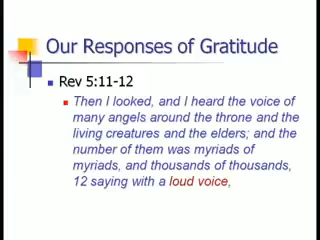 Our Responses of Gratitude
Rev 5:11-12
Then I looked, and I heard the voice of
many angels around the throne and the
living creatures and the elders; and the
number of them was myriads of
myriads, and thousands of thousands,
12 saying with a loud voice,